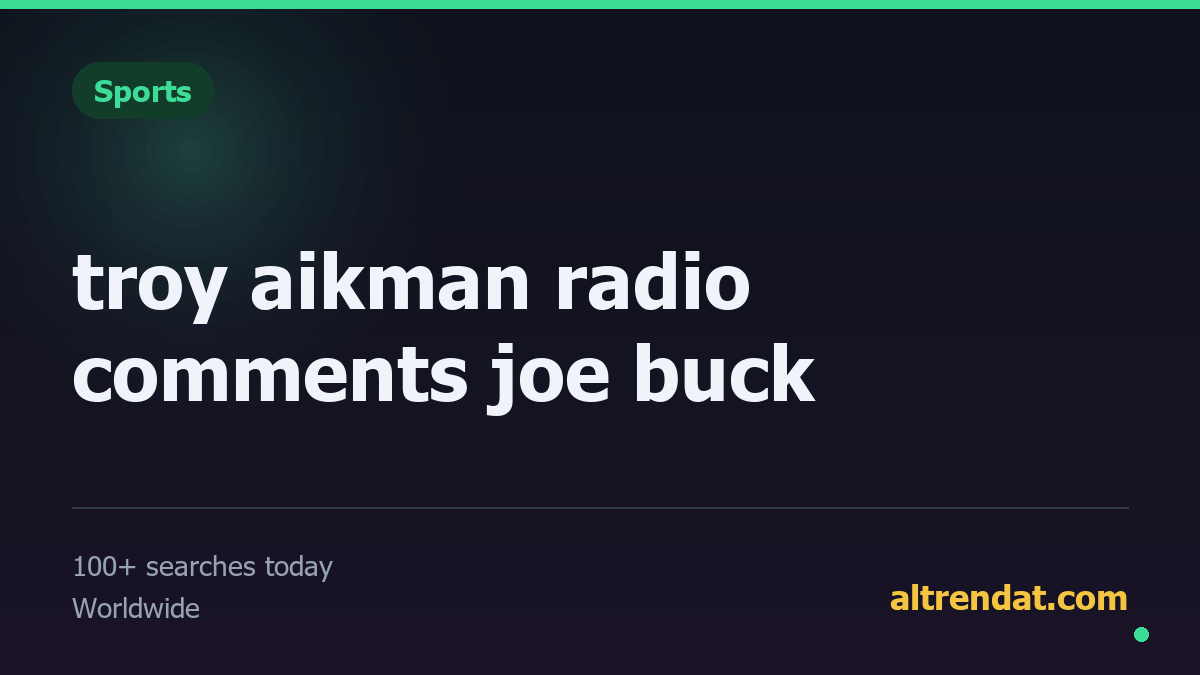 Sports
troy aikman radio
comments joe buck
100+ searches today
Worldwide
altrendat.com